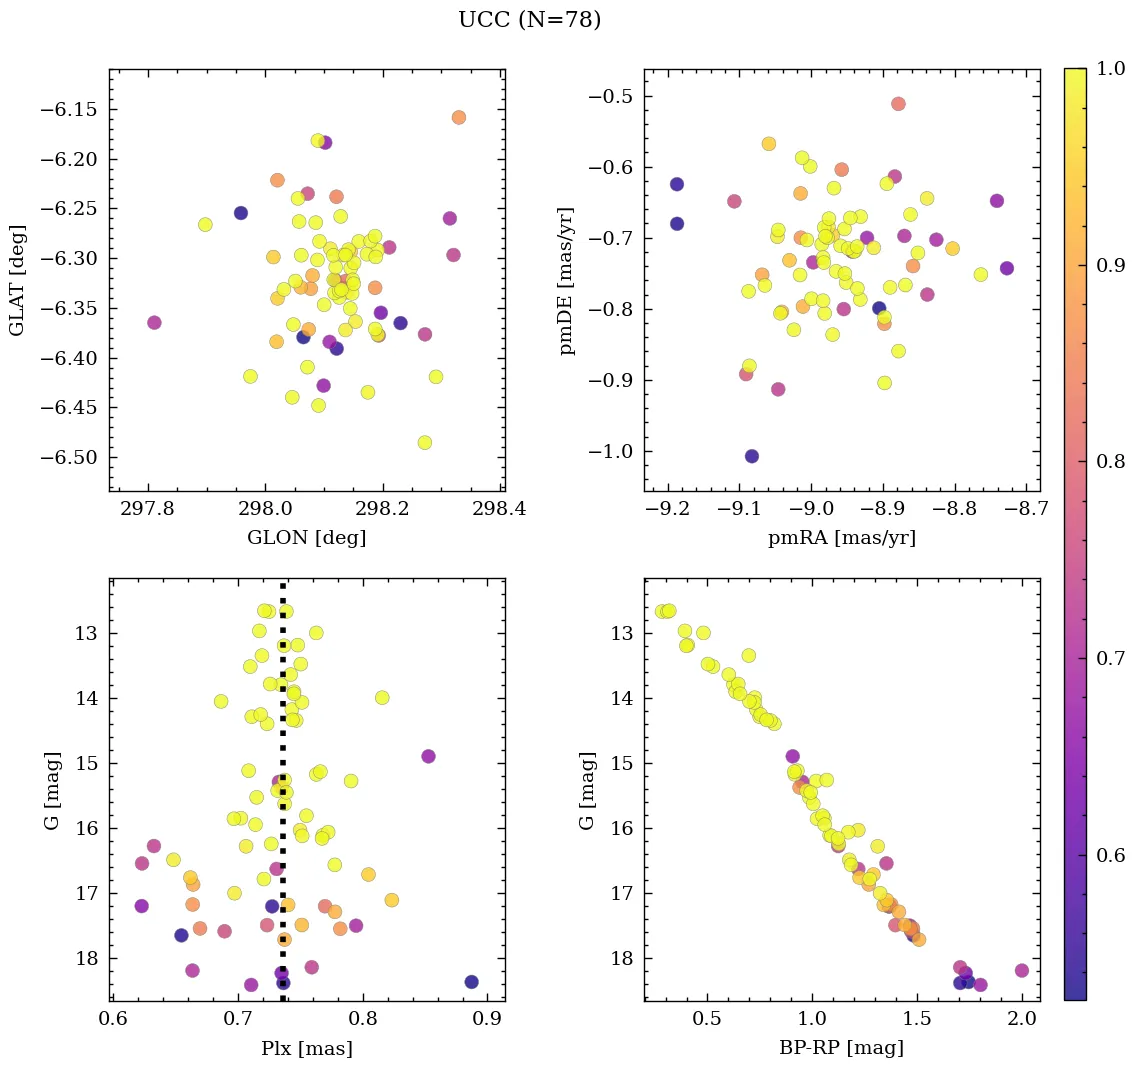 UCC (N=78)
−6.15
−6.20
−6.25
−6.30
−6.35
−6.40
−6.45
−6.50
GLAT [deg]
297.8 298.0 298.2 298.4
GLON [deg]
−0.5
−0.6
−0.7
−0.8
−0.9
−1.0
pmDE [mas/yr]
−9.2 −9.1 −9.0 −8.9 −8.8 −8.7
pmRA [mas/yr]
1.0
0.9
0.8
0.7
0.6
13
14
15
16
17
18
G [mag]
0.6 0.7 0.8 0.9
Plx [mas]
13
14
15
16
17
18
G [mag]
0.5 1.0 1.5 2.0
BP-RP [mag]